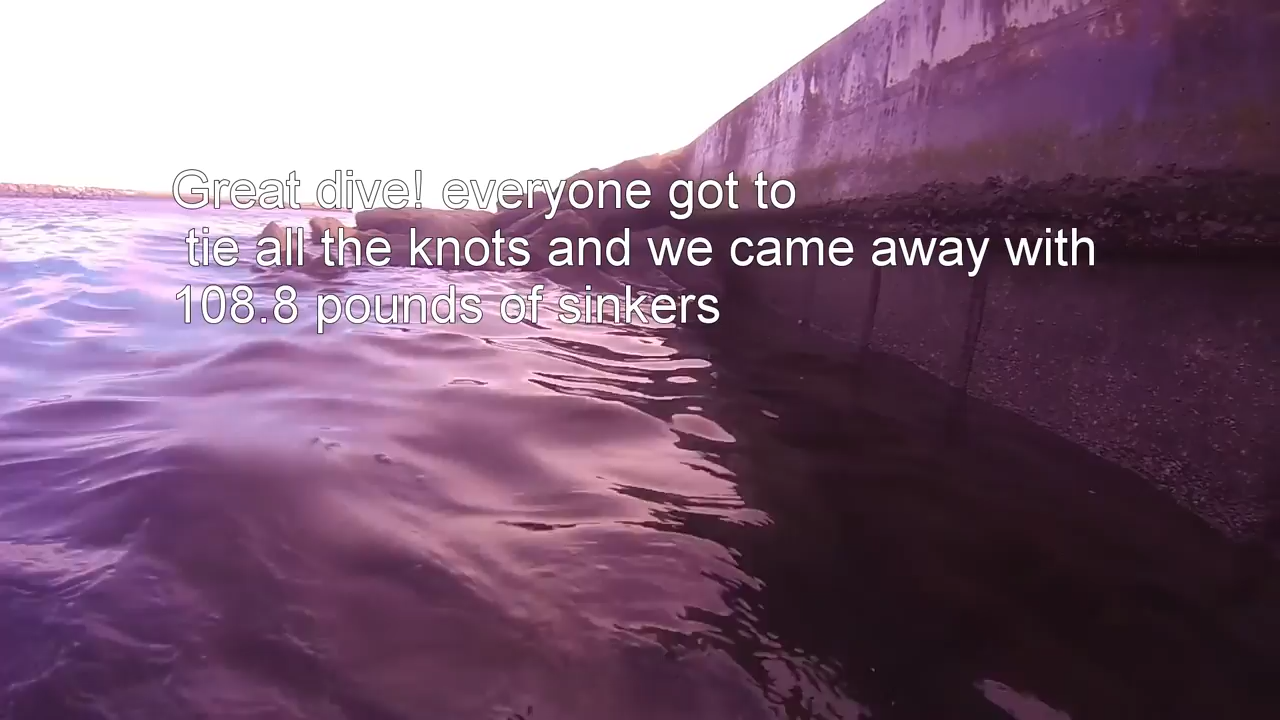 Great dive! everyone got to
tie all the knots and we came away with
108.8 pounds of sinkers